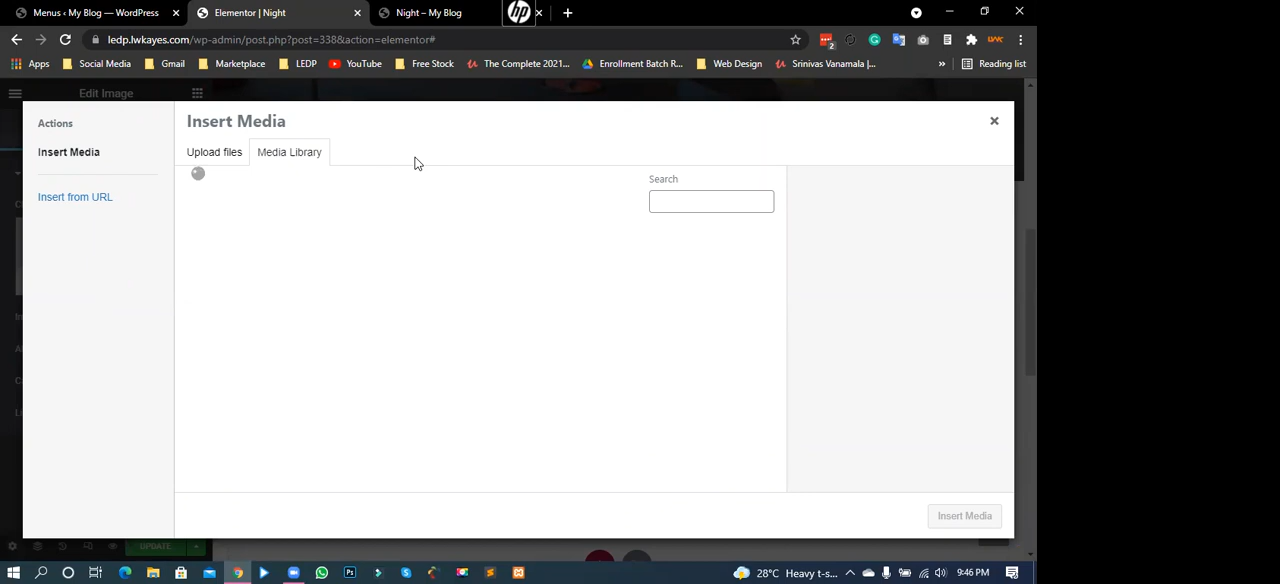 Menus ‹ My Blog — WordPress
Elementor | Night
Night – My Blog
hp
ledp.lwkayes.com/wp-admin/post.php?post=338&action=elementor#
2
Apps
Social Media
Gmail
Marketplace
LEDP
YouTube
Free Stock
The Complete 2021...
Enrollment Batch R...
Web Design
Srinivas Vanamala |...
»
Reading list
Edit Image
Actions
Insert Media
Insert from URL
Insert Media
Upload files
Media Library
Search
Insert Media
UPDATE
28°C Heavy t-s...
9:46 PM